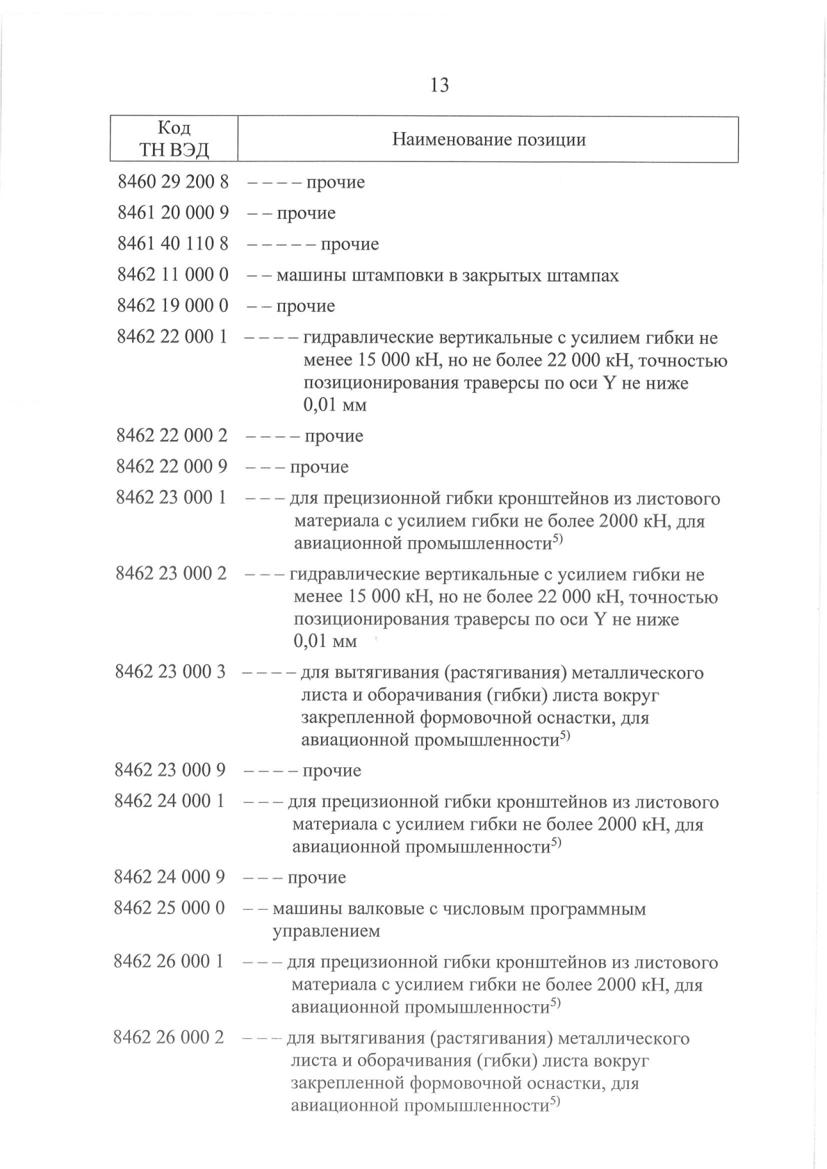 13
Код
ТН ВЭД
Наименование позиции
8460 29 200 8 – – – – прочие
8461 20 000 9 – – прочие
8461 40 110 8 – – – – – прочие
8462 11 000 0 – – машины штамповки в закрытых штампах
8462 19 000 0 – – прочие
8462 22 000 1 – – – – гидравлические вертикальные с усилием гибки не
менее 15 000 кН, но не более 22 000 кН, точностью
позиционирования траверсы по оси Y не ниже
0,01 мм
8462 22 000 2 – – – – прочие
8462 22 000 9 – – – прочие
8462 23 000 1 – – – для прецизионной гибки кронштейнов из листового
материала с усилием гибки не более 2000 кН, для
авиационной промышленности⁵⁾
8462 23 000 2 – – – гидравлические вертикальные с усилием гибки не
менее 15 000 кН, но не более 22 000 кН, точностью
позиционирования траверсы по оси Y не ниже
0,01 мм
8462 23 000 3 – – – – для вытягивания (растягивания) металлического
листа и оборачивания (гибки) листа вокруг
закрепленной формовочной оснастки, для
авиационной промышленности⁵⁾
8462 23 000 9 – – – – прочие
8462 24 000 1 – – – для прецизионной гибки кронштейнов из листового
материала с усилием гибки не более 2000 кН, для
авиационной промышленности⁵⁾
8462 24 000 9 – – – прочие
8462 25 000 0 – – машины валковые с числовым программным
управлением
8462 26 000 1 – – – для прецизионной гибки кронштейнов из листового
материала с усилием гибки не более 2000 кН, для
авиационной промышленности⁵⁾
8462 26 000 2 – – – для вытягивания (растягивания) металлического
листа и оборачивания (гибки) листа вокруг
закрепленной формовочной оснастки, для
авиационной промышленности⁵⁾